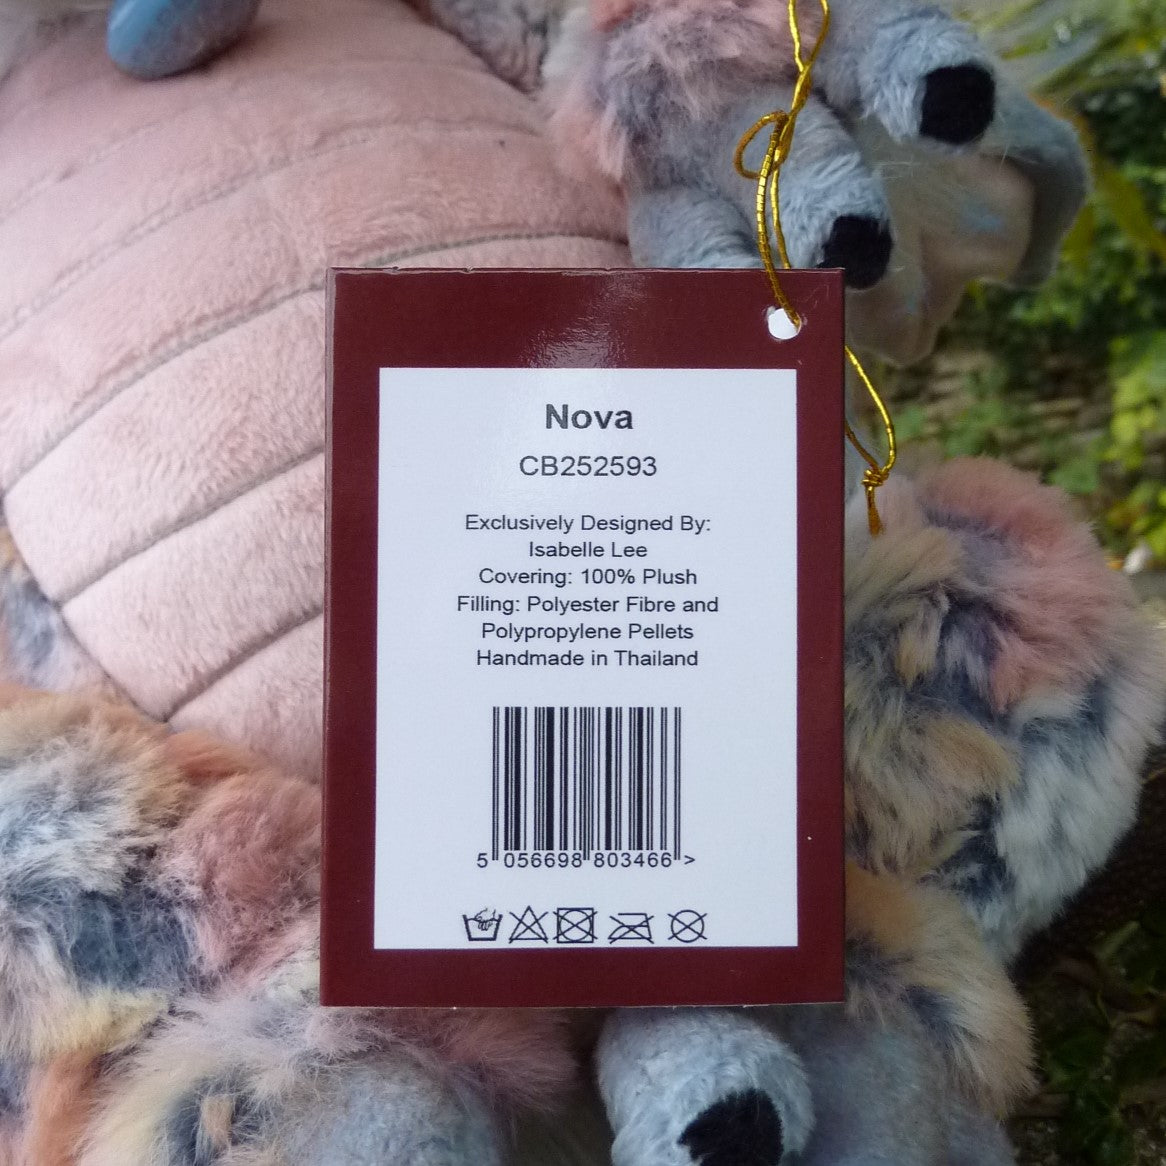 Nova
CB252593
Exclusively Designed By:
Isabelle Lee
Covering: 100% Plush
Filling: Polyester Fibre and
Polypropylene Pellets
Handmade in Thailand
5 056698 803466 >